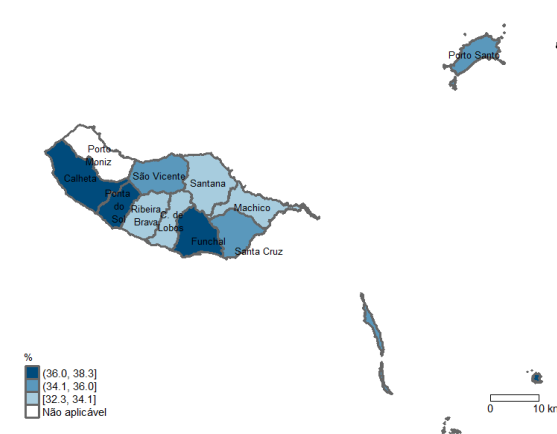 Porto Santo
Porto
Moniz
São Vicente
Calheta
Santana
Ponta
do
Sol
Ribeira
Brava
C. de
Lobos
Machico
Funchal
Santa Cruz
%
(36.0, 38.3]
(34.1, 36.0]
[32.3, 34.1]
Não aplicável
0 10 km